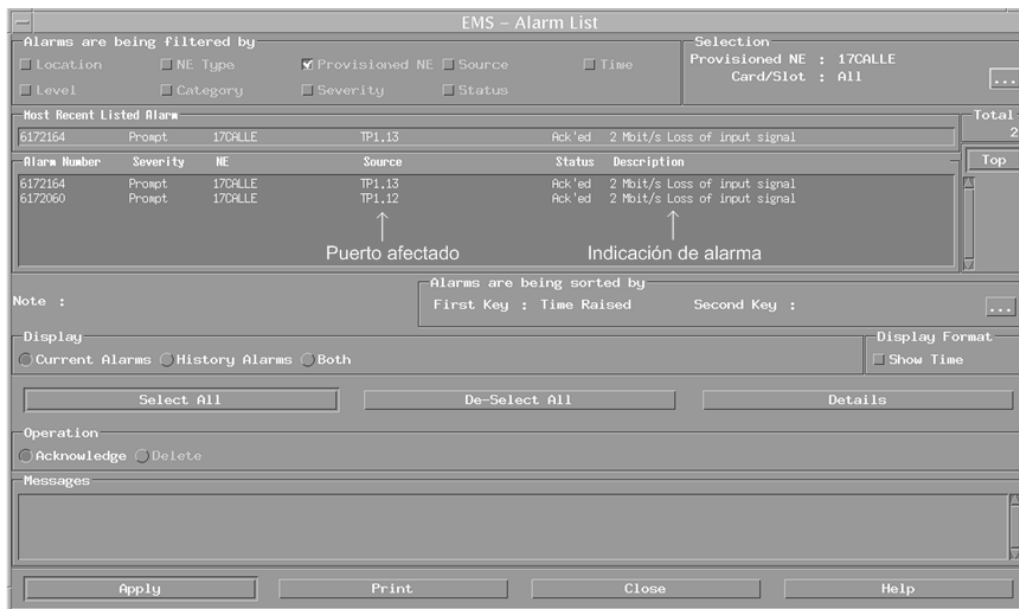 EMS - Alarm List
Alarms are being filtered by
Location NE Type Provisioned NE Source Time
Level Category Severity Status
Selection
Provisioned NE : 17CALLE
Card/Slot : All
...
Most Recent Listed Alarm
6172164 Prompt 17CALLE TP1.13 Ack'ed 2 Mbit/s Loss of input signal
Total
2
Alarm Number Severity NE Source Status Description
Top
6172164 Prompt 17CALLE TP1.13 Ack'ed 2 Mbit/s Loss of input signal
6172060 Prompt 17CALLE TP1.12 Ack'ed 2 Mbit/s Loss of input signal
Puerto afectado Indicación de alarma
Note :
Alarms are being sorted by
First Key : Time Raised Second Key :
...
Display
Current Alarms History Alarms Both
Display Format
Show Time
Select All De-Select All Details
Operation
Acknowledge Delete
Messages
Apply Print Close Help